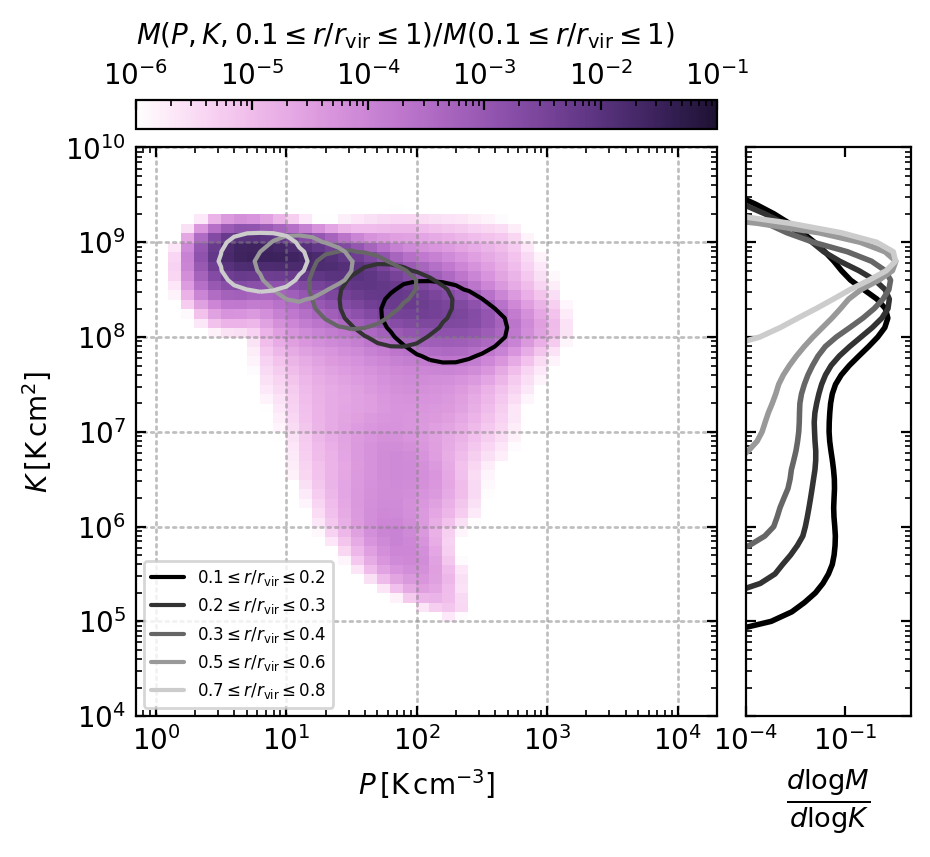 M(P, K, 0.1 ≤ r/r_vir ≤ 1)/M(0.1 ≤ r/r_vir ≤ 1)
10^−6 10^−5 10^−4 10^−3 10^−2 10^−1
10^10
10^9
10^8
10^7
10^6
10^5
10^4
K [K cm^2]
0.1 ≤ r/r_vir ≤ 0.2
0.2 ≤ r/r_vir ≤ 0.3
0.3 ≤ r/r_vir ≤ 0.4
0.5 ≤ r/r_vir ≤ 0.6
0.7 ≤ r/r_vir ≤ 0.8
10^0 10^1 10^2 10^3 10^4 10^−4 10^−1
P [K cm^−3]
dlogM
dlogK